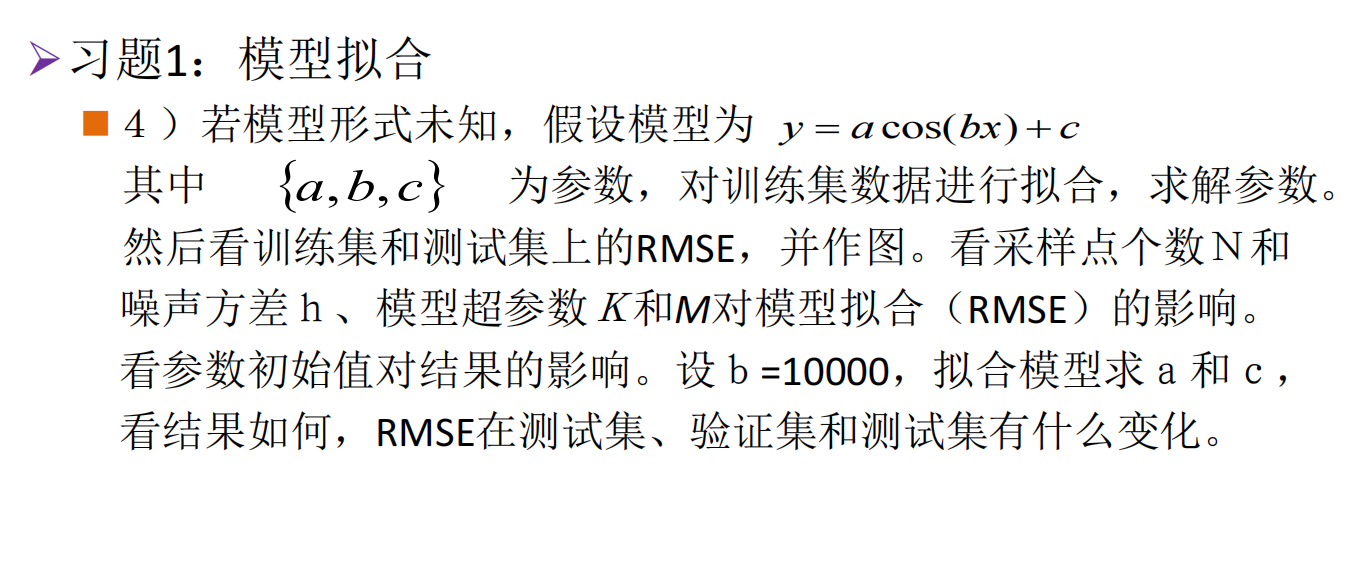 习题1：模型拟合
４）若模型形式未知，假设模型为 y = a cos(bx) + c
其中 {a, b, c} 为参数，对训练集数据进行拟合，求解参数。
然后看训练集和测试集上的RMSE，并作图。看采样点个数Ｎ和
噪声方差ｈ、模型超参数 K和M对模型拟合（RMSE）的影响。
看参数初始值对结果的影响。设ｂ=10000，拟合模型求ａ和ｃ，
看结果如何，RMSE在测试集、验证集和测试集有什么变化。